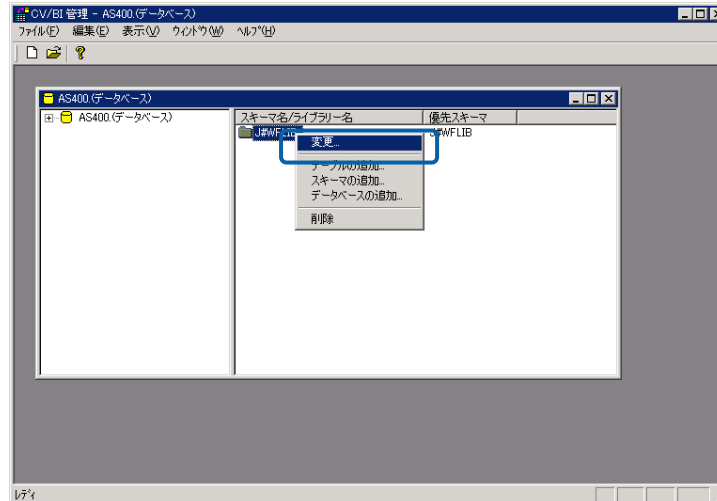 CV/BI 管理 - AS400.(データベース)
ファイル(F) 編集(E) 表示(V) ウィンドウ(W) ヘルプ(H)
AS400.(データベース)
AS400.(データベース)
スキーマ名/ライブラリー名 優先スキーマ
J#WFLIB J#WFLIB
変更...
テーブルの追加...
スキーマの追加...
データベースの追加...
削除
レディ